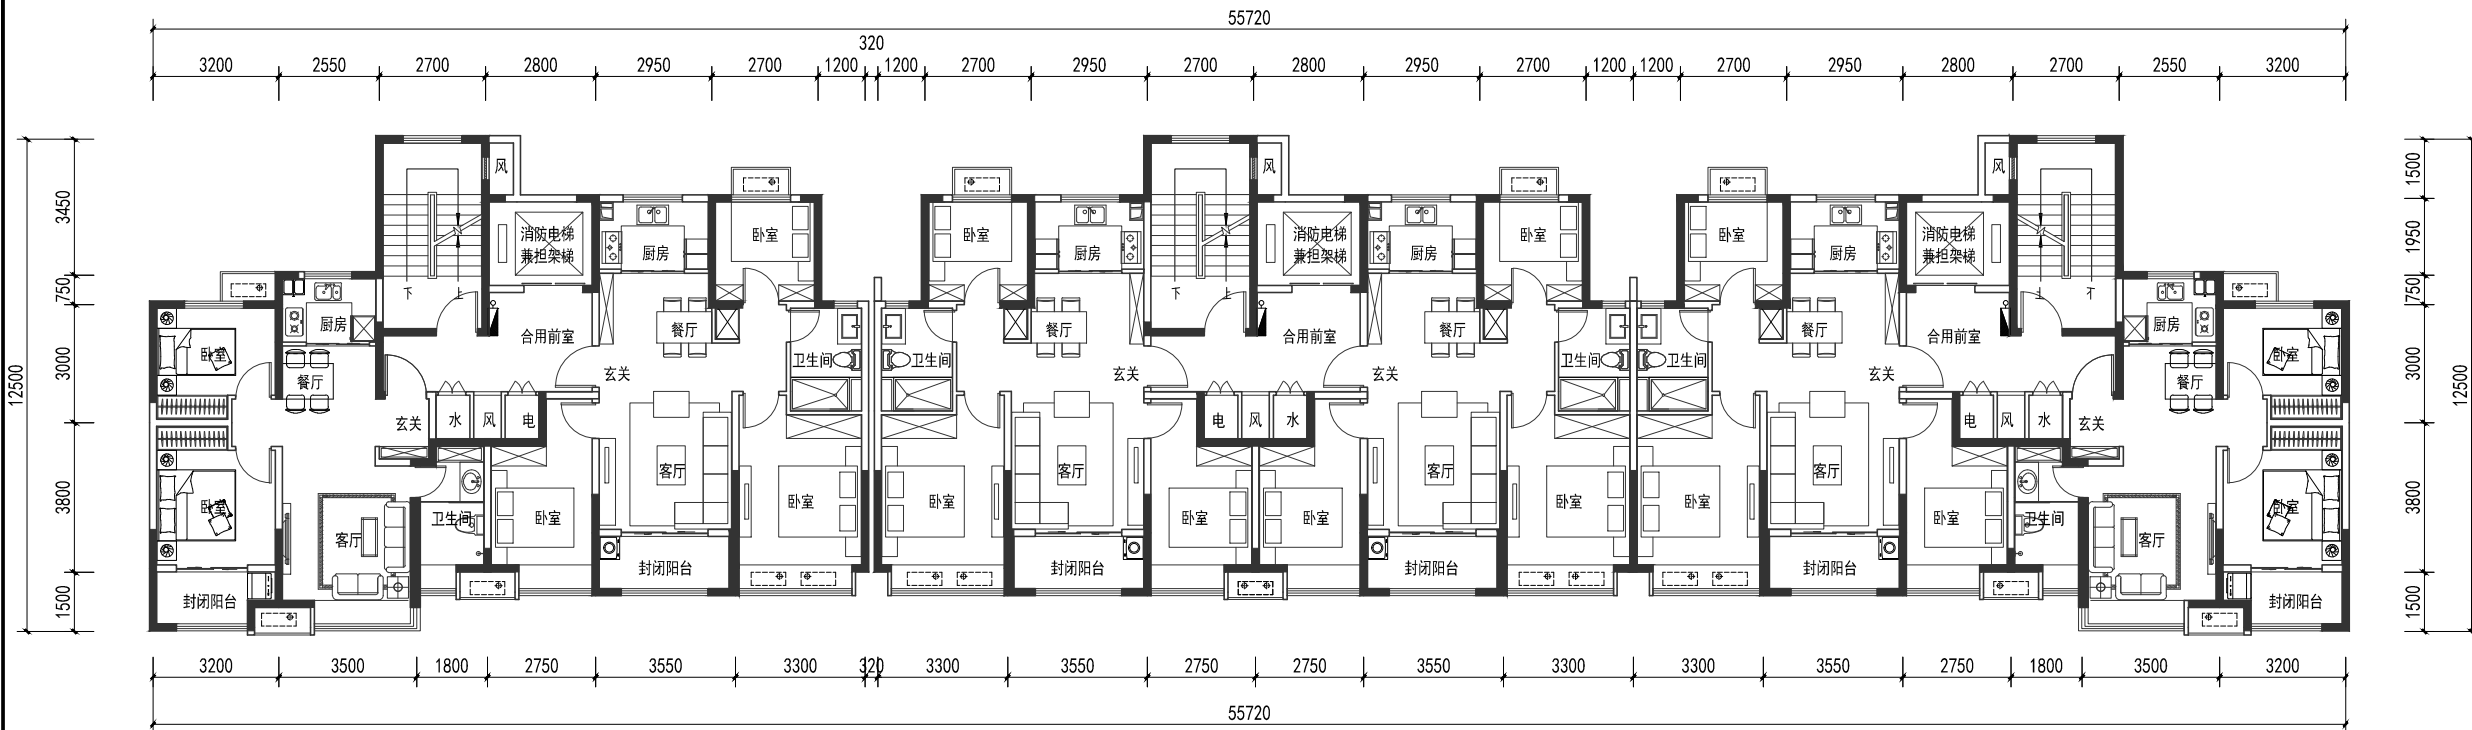 55720
320
3200 2550 2700 2800 2950 2700 1200 1200 2700 2950 2700 2800 2950 2700 1200 1200 2700 2950 2800 2700 2550 3200
12500
3450
750
3000
3800
1500
1500
1950
750
3000
3800
1500
12500
风 风 风
消防电梯 消防电梯 消防电梯
兼担架梯 兼担架梯 兼担架梯
卧室 卧室 卧室 卧室
厨房 厨房 厨房 厨房
下 上 下 上 上 下
厨房 合用前室 餐厅 餐厅 合用前室 餐厅 餐厅 合用前室 厨房
卧室 卫生间 卫生间 卫生间 卫生间 卧室
餐厅 玄关 玄关 玄关 玄关 餐厅
玄关 水 风 电 电 风 水 电 风 水 玄关
客厅 客厅 客厅 客厅
卧室 卧室 卧室 卧室 卧室 卧室
卫生间 卧室 卧室 卧室 卧室 卫生间
客厅 客厅
封闭阳台 封闭阳台 封闭阳台 封闭阳台
封闭阳台 封闭阳台
3200 3500 1800 2750 3550 3300 320 3300 3550 2750 2750 3550 3300 3300 3550 2750 1800 3500 3200
55720